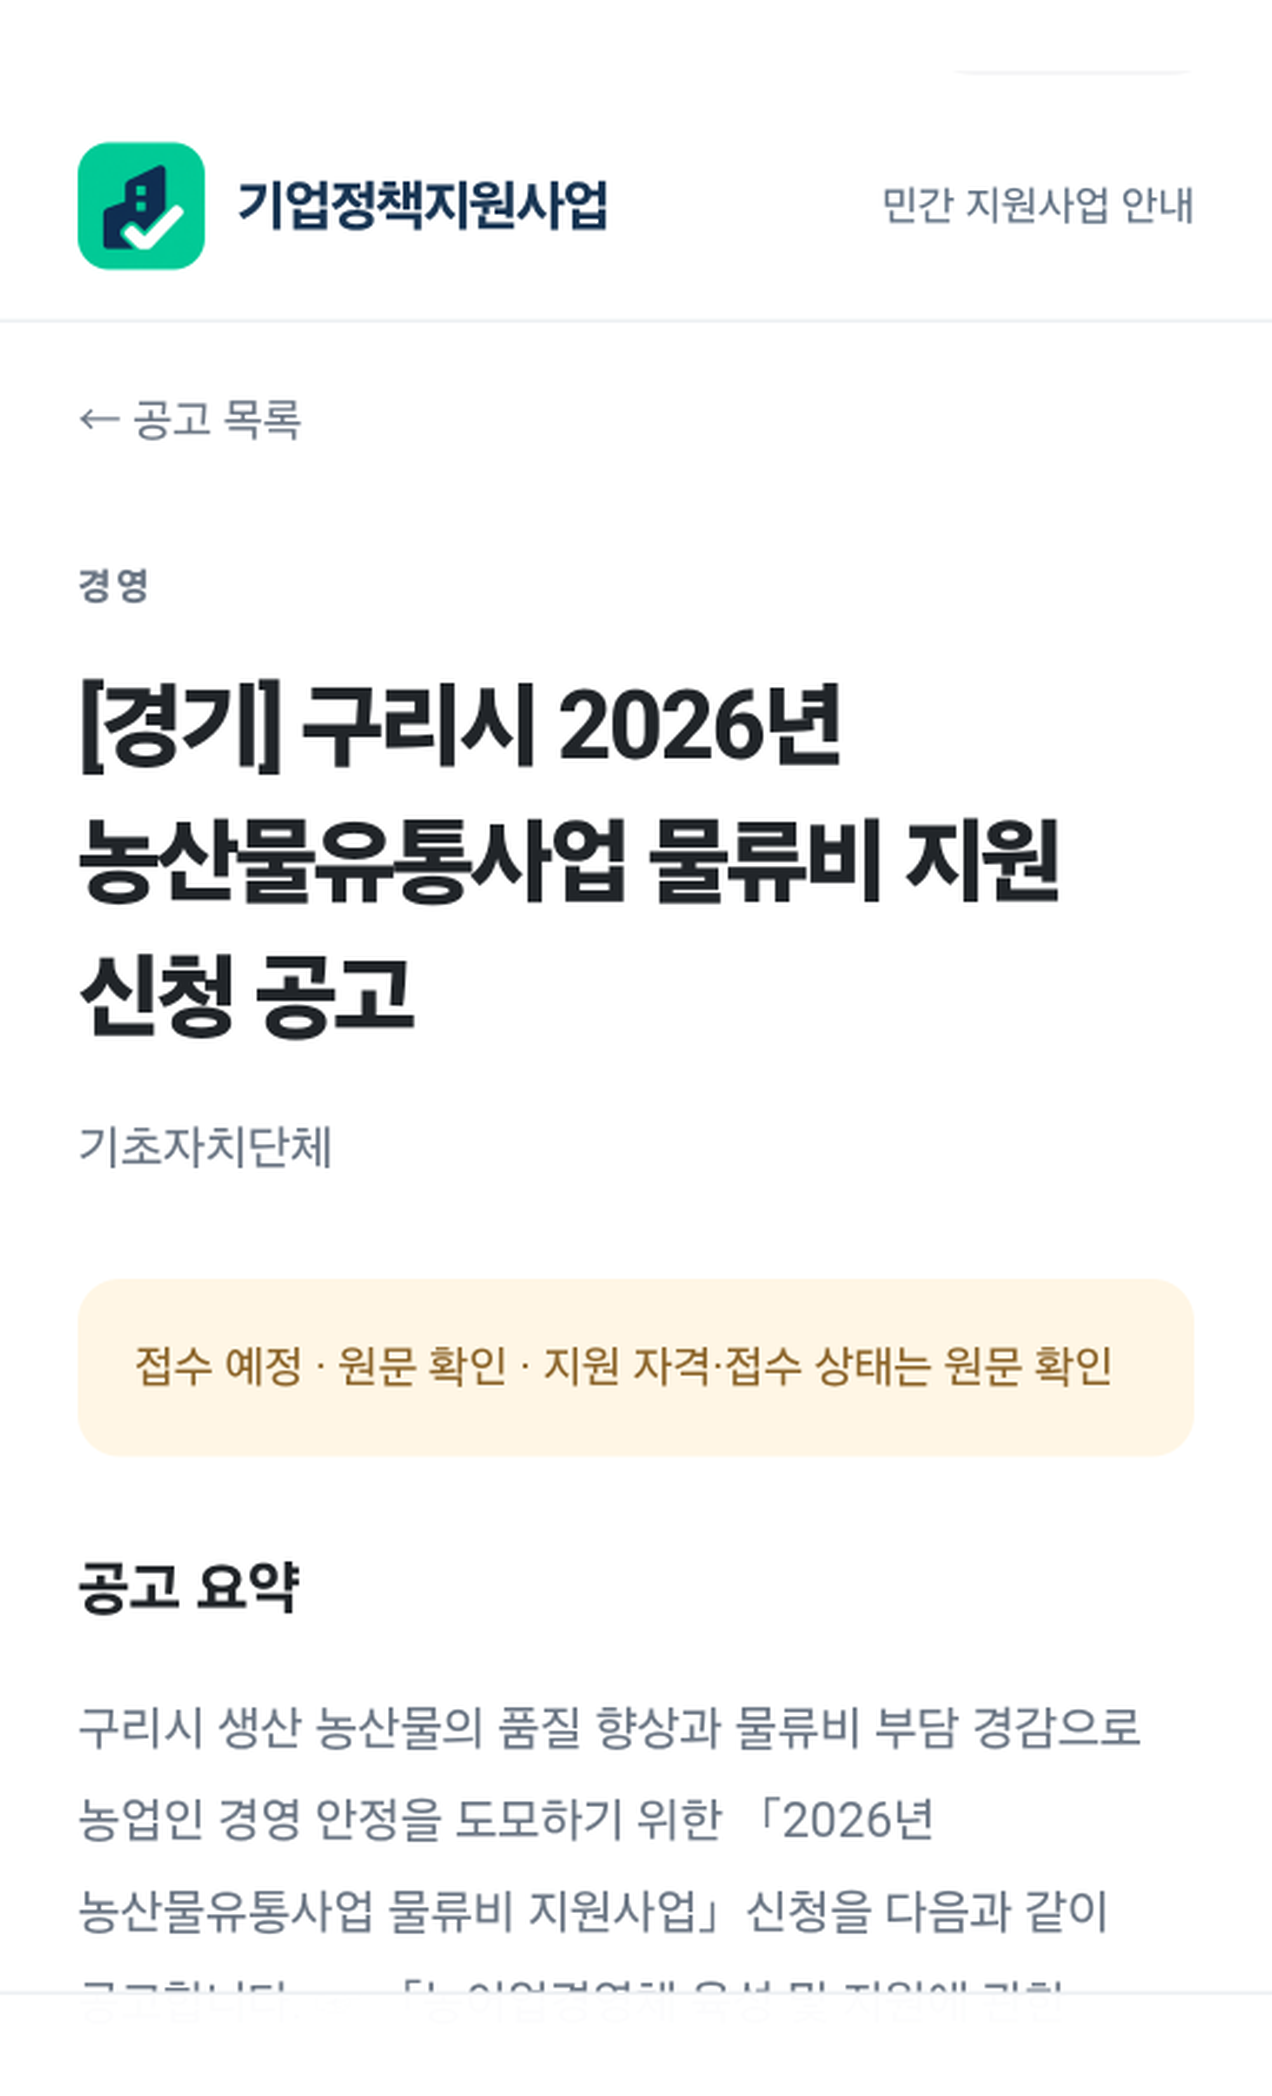 기업정책지원사업
민간 지원사업 안내
← 공고 목록
경영
[경기] 구리시 2026년
농산물유통사업 물류비 지원
신청 공고
기초자치단체
접수 예정 · 원문 확인 · 지원 자격·접수 상태는 원문 확인
공고 요약
구리시 생산 농산물의 품질 향상과 물류비 부담 경감으로
농업인 경영 안정을 도모하기 위한 「2026년
농산물유통사업 물류비 지원사업」 신청을 다음과 같이